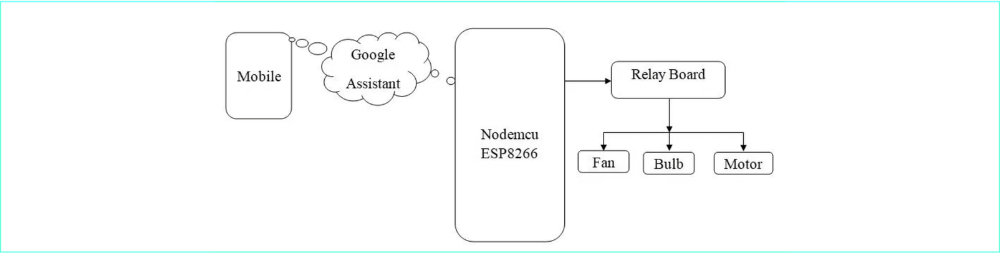 Mobile
Google
Assistant
Nodemcu
ESP8266
Relay Board
Fan
Bulb
Motor